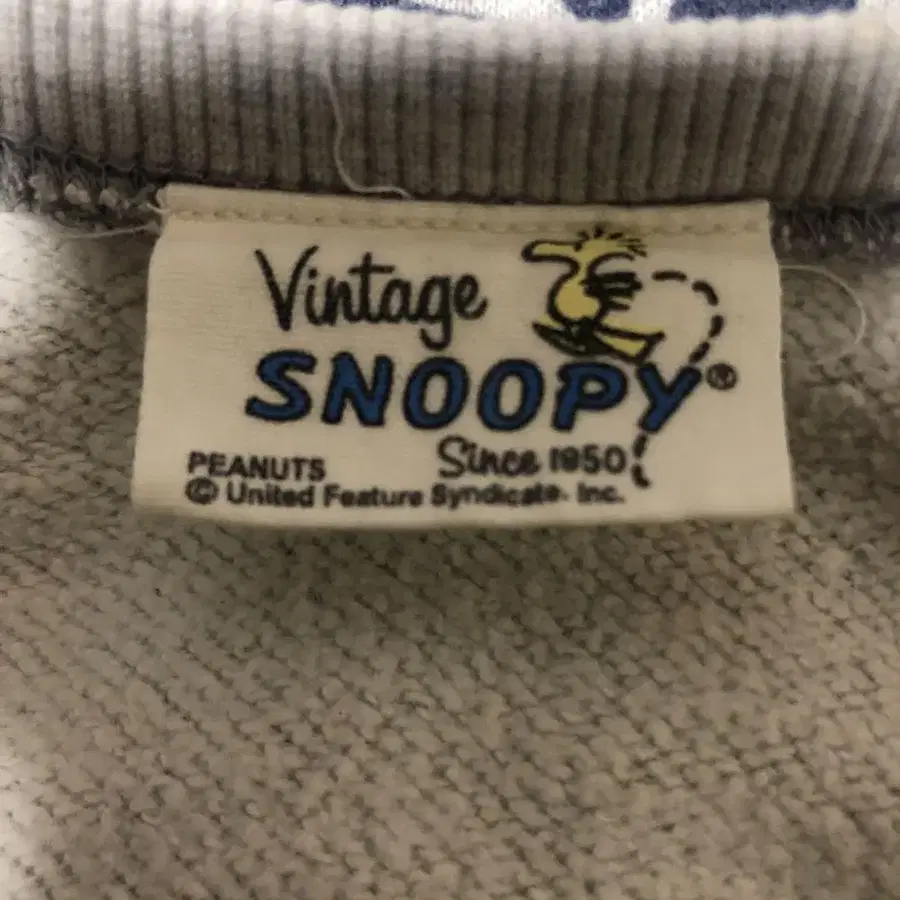 Vintage
SNOOPY®
Since 1950
PEANUTS
© United Feature Syndicate. Inc.